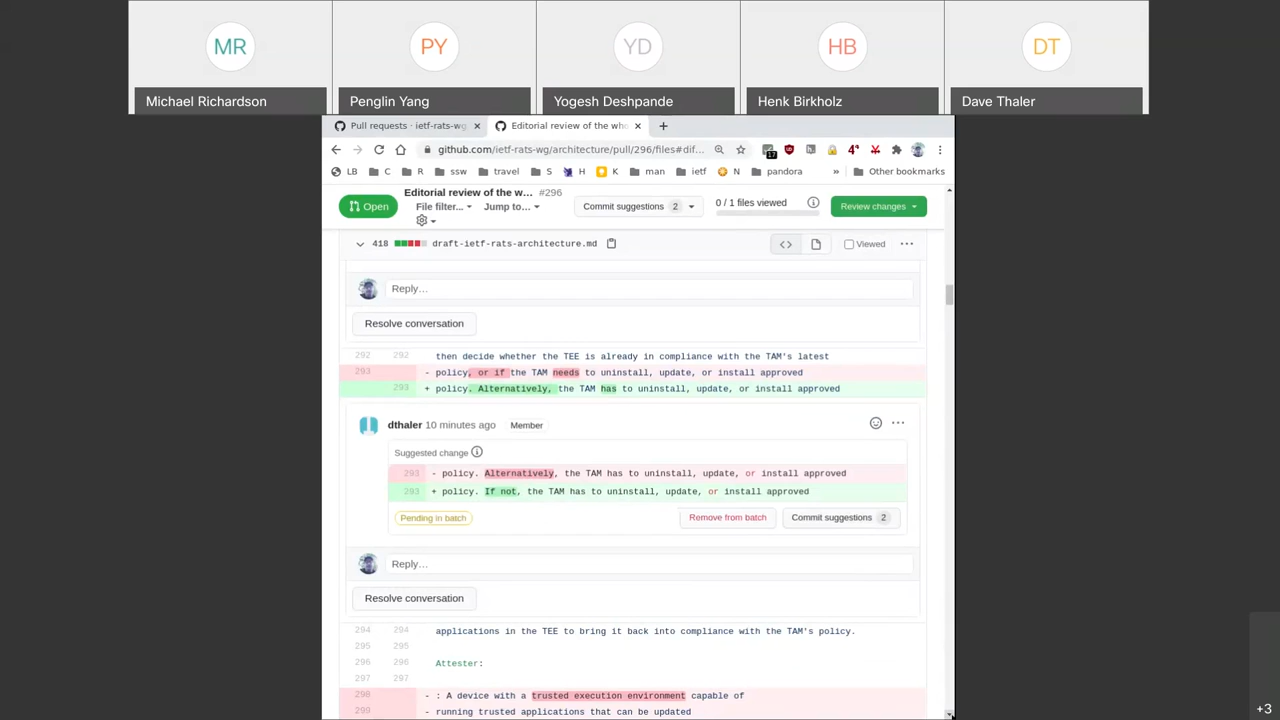 MR
PY
YD
HB
DT
Michael Richardson
Penglin Yang
Yogesh Deshpande
Henk Birkholz
Dave Thaler
Pull requests · ietf-rats-wg
Editorial review of the who
github.com/ietf-rats-wg/architecture/pull/296/files#dif...
17
4⁰
LB
C
R
ssw
travel
S
H
K
man
ietf
N
pandora
»
Other bookmarks
Editorial review of the w... #296
Open
File filter...
Jump to...
Commit suggestions 2
0 / 1 files viewed
Review changes
418 draft-ietf-rats-architecture.md
Viewed
Reply...
Resolve conversation
292 292 then decide whether the TEE is already in compliance with the TAM's latest
293 - policy, or if the TAM needs to uninstall, update, or install approved
293 + policy. Alternatively, the TAM has to uninstall, update, or install approved
dthaler 10 minutes ago Member
Suggested change
293 - policy. Alternatively, the TAM has to uninstall, update, or install approved
293 + policy. If not, the TAM has to uninstall, update, or install approved
Pending in batch
Remove from batch
Commit suggestions 2
Reply...
Resolve conversation
294 294 applications in the TEE to bring it back into compliance with the TAM's policy.
295 295
296 296 Attester:
297 297
298 - : A device with a trusted execution environment capable of
299 - running trusted applications that can be updated
+3